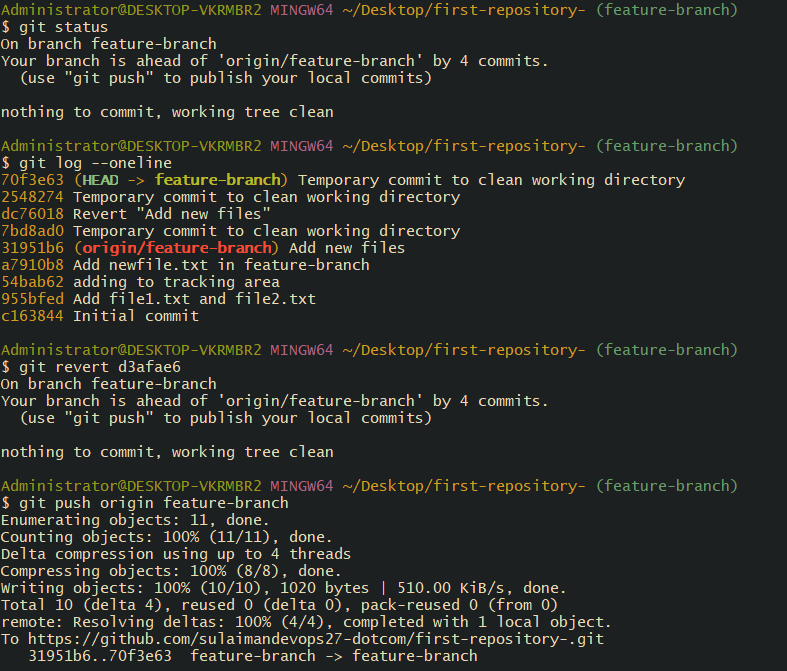 Administrator@DESKTOP-VKRMBR2 MINGW64 ~/Desktop/first-repository- (feature-branch)
$ git status
On branch feature-branch
Your branch is ahead of 'origin/feature-branch' by 4 commits.
  (use "git push" to publish your local commits)

nothing to commit, working tree clean

Administrator@DESKTOP-VKRMBR2 MINGW64 ~/Desktop/first-repository- (feature-branch)
$ git log --oneline
70f3e63 (HEAD -> feature-branch) Temporary commit to clean working directory
2548274 Temporary commit to clean working directory
dc76018 Revert "Add new files"
7bd8ad0 Temporary commit to clean working directory
31951b6 (origin/feature-branch) Add new files
a7910b8 Add newfile.txt in feature-branch
54bab62 adding to tracking area
955bfed Add file1.txt and file2.txt
c163844 Initial commit

Administrator@DESKTOP-VKRMBR2 MINGW64 ~/Desktop/first-repository- (feature-branch)
$ git revert d3afae6
On branch feature-branch
Your branch is ahead of 'origin/feature-branch' by 4 commits.
  (use "git push" to publish your local commits)

nothing to commit, working tree clean

Administrator@DESKTOP-VKRMBR2 MINGW64 ~/Desktop/first-repository- (feature-branch)
$ git push origin feature-branch
Enumerating objects: 11, done.
Counting objects: 100% (11/11), done.
Delta compression using up to 4 threads
Compressing objects: 100% (8/8), done.
Writing objects: 100% (10/10), 1020 bytes | 510.00 KiB/s, done.
Total 10 (delta 4), reused 0 (delta 0), pack-reused 0 (from 0)
remote: Resolving deltas: 100% (4/4), completed with 1 local object.
To https://github.com/sulaimandevops27-dotcom/first-repository-.git
   31951b6..70f3e63  feature-branch -> feature-branch